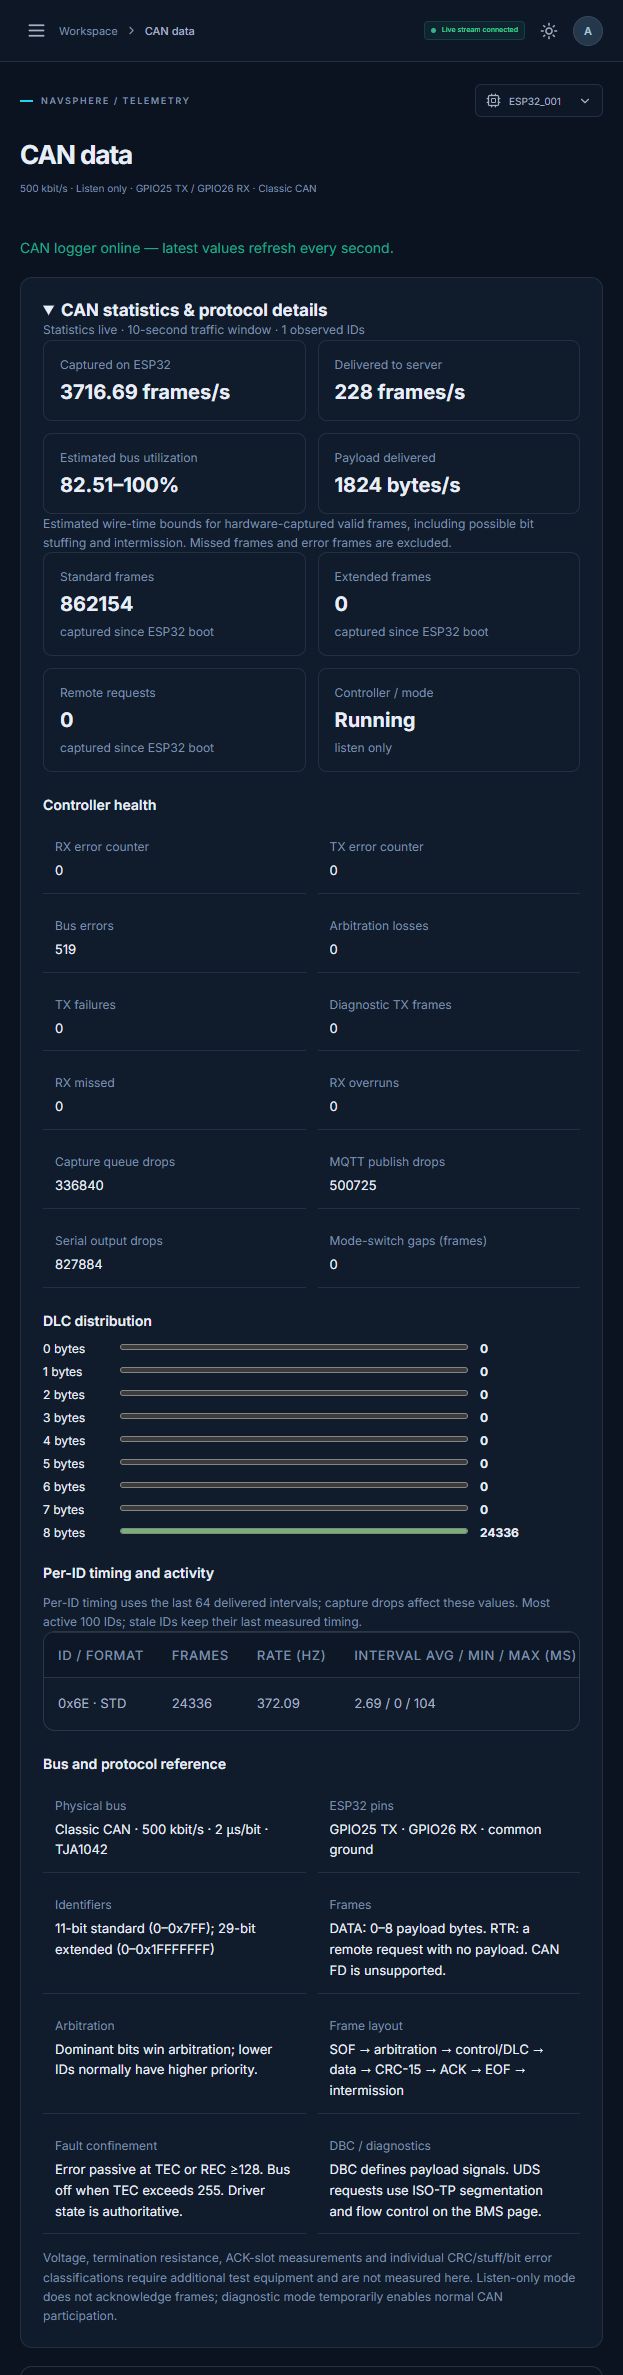 Workspace > CAN data
Live stream connected
A
NAVSPHERE / TELEMETRY
ESP32_001
CAN data
500 kbit/s · Listen only · GPIO25 TX / GPIO26 RX · Classic CAN
CAN logger online — latest values refresh every second.
▼ CAN statistics & protocol details
Statistics live · 10-second traffic window · 1 observed IDs
Captured on ESP32
3716.69 frames/s
Delivered to server
228 frames/s
Estimated bus utilization
82.51–100%
Payload delivered
1824 bytes/s
Estimated wire-time bounds for hardware-captured valid frames, including possible bit
stuffing and intermission. Missed frames and error frames are excluded.
Standard frames
862154
captured since ESP32 boot
Extended frames
0
captured since ESP32 boot
Remote requests
0
captured since ESP32 boot
Controller / mode
Running
listen only
Controller health
RX error counter
0
TX error counter
0
Bus errors
519
Arbitration losses
0
TX failures
0
Diagnostic TX frames
0
RX missed
0
RX overruns
0
Capture queue drops
336840
MQTT publish drops
500725
Serial output drops
827884
Mode-switch gaps (frames)
0
DLC distribution
0 bytes 0
1 bytes 0
2 bytes 0
3 bytes 0
4 bytes 0
5 bytes 0
6 bytes 0
7 bytes 0
8 bytes 24336
Per-ID timing and activity
Per-ID timing uses the last 64 delivered intervals; capture drops affect these values. Most
active 100 IDs; stale IDs keep their last measured timing.
ID / FORMAT FRAMES RATE (HZ) INTERVAL AVG / MIN / MAX (MS)
0x6E · STD 24336 372.09 2.69 / 0 / 104
Bus and protocol reference
Physical bus
Classic CAN · 500 kbit/s · 2 µs/bit ·
TJA1042
ESP32 pins
GPIO25 TX · GPIO26 RX · common
ground
Identifiers
11-bit standard (0–0x7FF); 29-bit
extended (0–0x1FFFFFFF)
Frames
DATA: 0–8 payload bytes. RTR: a
remote request with no payload. CAN
FD is unsupported.
Arbitration
Dominant bits win arbitration; lower
IDs normally have higher priority.
Frame layout
SOF → arbitration → control/DLC →
data → CRC-15 → ACK → EOF →
intermission
Fault confinement
Error passive at TEC or REC ≥128. Bus
off when TEC exceeds 255. Driver
state is authoritative.
DBC / diagnostics
DBC defines payload signals. UDS
requests use ISO-TP segmentation
and flow control on the BMS page.
Voltage, termination resistance, ACK-slot measurements and individual CRC/stuff/bit error
classifications require additional test equipment and are not measured here. Listen-only mode
does not acknowledge frames; diagnostic mode temporarily enables normal CAN
participation.